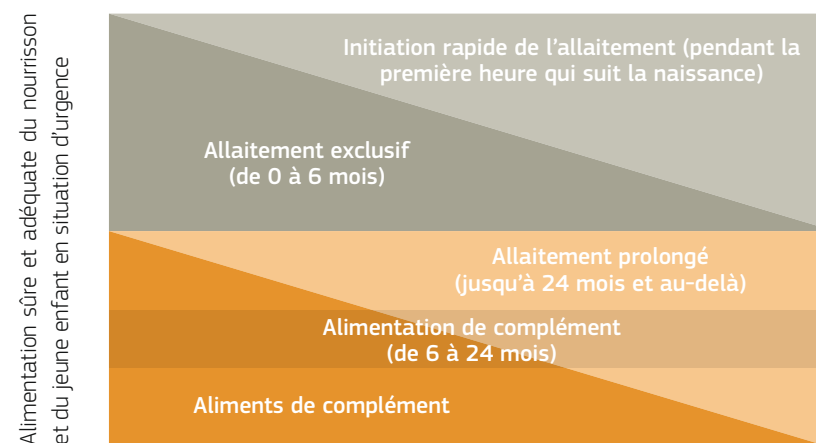 Alimentation sûre et adéquate du nourrisson
et du jeune enfant en situation d'urgence
Initiation rapide de l'allaitement (pendant la
première heure qui suit la naissance)
Allaitement exclusif
(de 0 à 6 mois)
Allaitement prolongé
(jusqu'à 24 mois et au-delà)
Alimentation de complément
(de 6 à 24 mois)
Aliments de complément